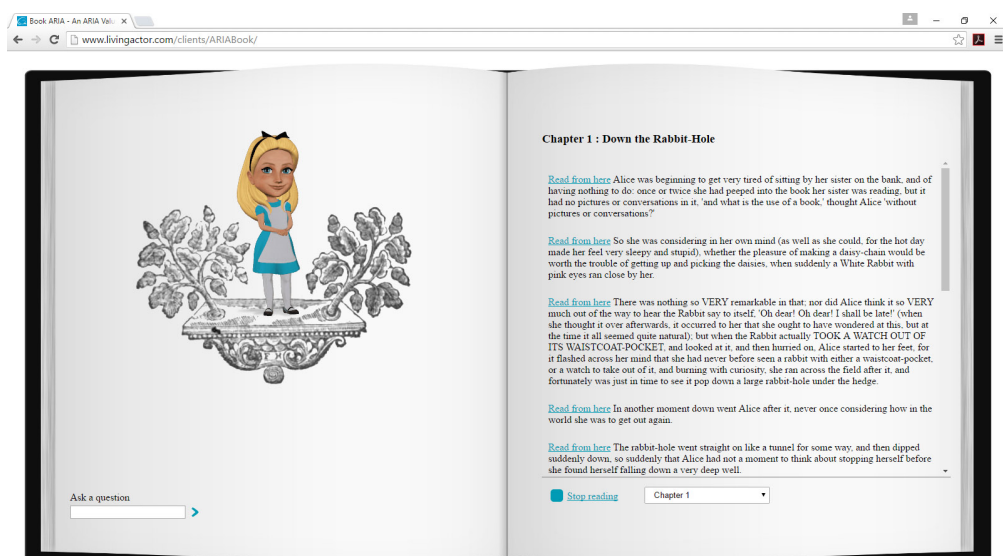 Book ARIA - An ARIA Valu
www.livingactor.com/clients/ARIABook/
F H
Ask a question
Chapter 1 : Down the Rabbit-Hole
Read from here Alice was beginning to get very tired of sitting by her sister on the bank, and of
having nothing to do: once or twice she had peeped into the book her sister was reading, but it
had no pictures or conversations in it, 'and what is the use of a book,' thought Alice 'without
pictures or conversations?'
Read from here So she was considering in her own mind (as well as she could, for the hot day
made her feel very sleepy and stupid), whether the pleasure of making a daisy-chain would be
worth the trouble of getting up and picking the daisies, when suddenly a White Rabbit with
pink eyes ran close by her.
Read from here There was nothing so VERY remarkable in that; nor did Alice think it so VERY
much out of the way to hear the Rabbit say to itself, 'Oh dear! Oh dear! I shall be late!' (when
she thought it over afterwards, it occurred to her that she ought to have wondered at this, but at
the time it all seemed quite natural); but when the Rabbit actually TOOK A WATCH OUT OF
ITS WAISTCOAT-POCKET, and looked at it, and then hurried on, Alice started to her feet, for
it flashed across her mind that she had never before seen a rabbit with either a waistcoat-pocket,
or a watch to take out of it, and burning with curiosity, she ran across the field after it, and
fortunately was just in time to see it pop down a large rabbit-hole under the hedge.
Read from here In another moment down went Alice after it, never once considering how in the
world she was to get out again.
Read from here The rabbit-hole went straight on like a tunnel for some way, and then dipped
suddenly down, so suddenly that Alice had not a moment to think about stopping herself before
she found herself falling down a very deep well.
Stop reading
Chapter 1